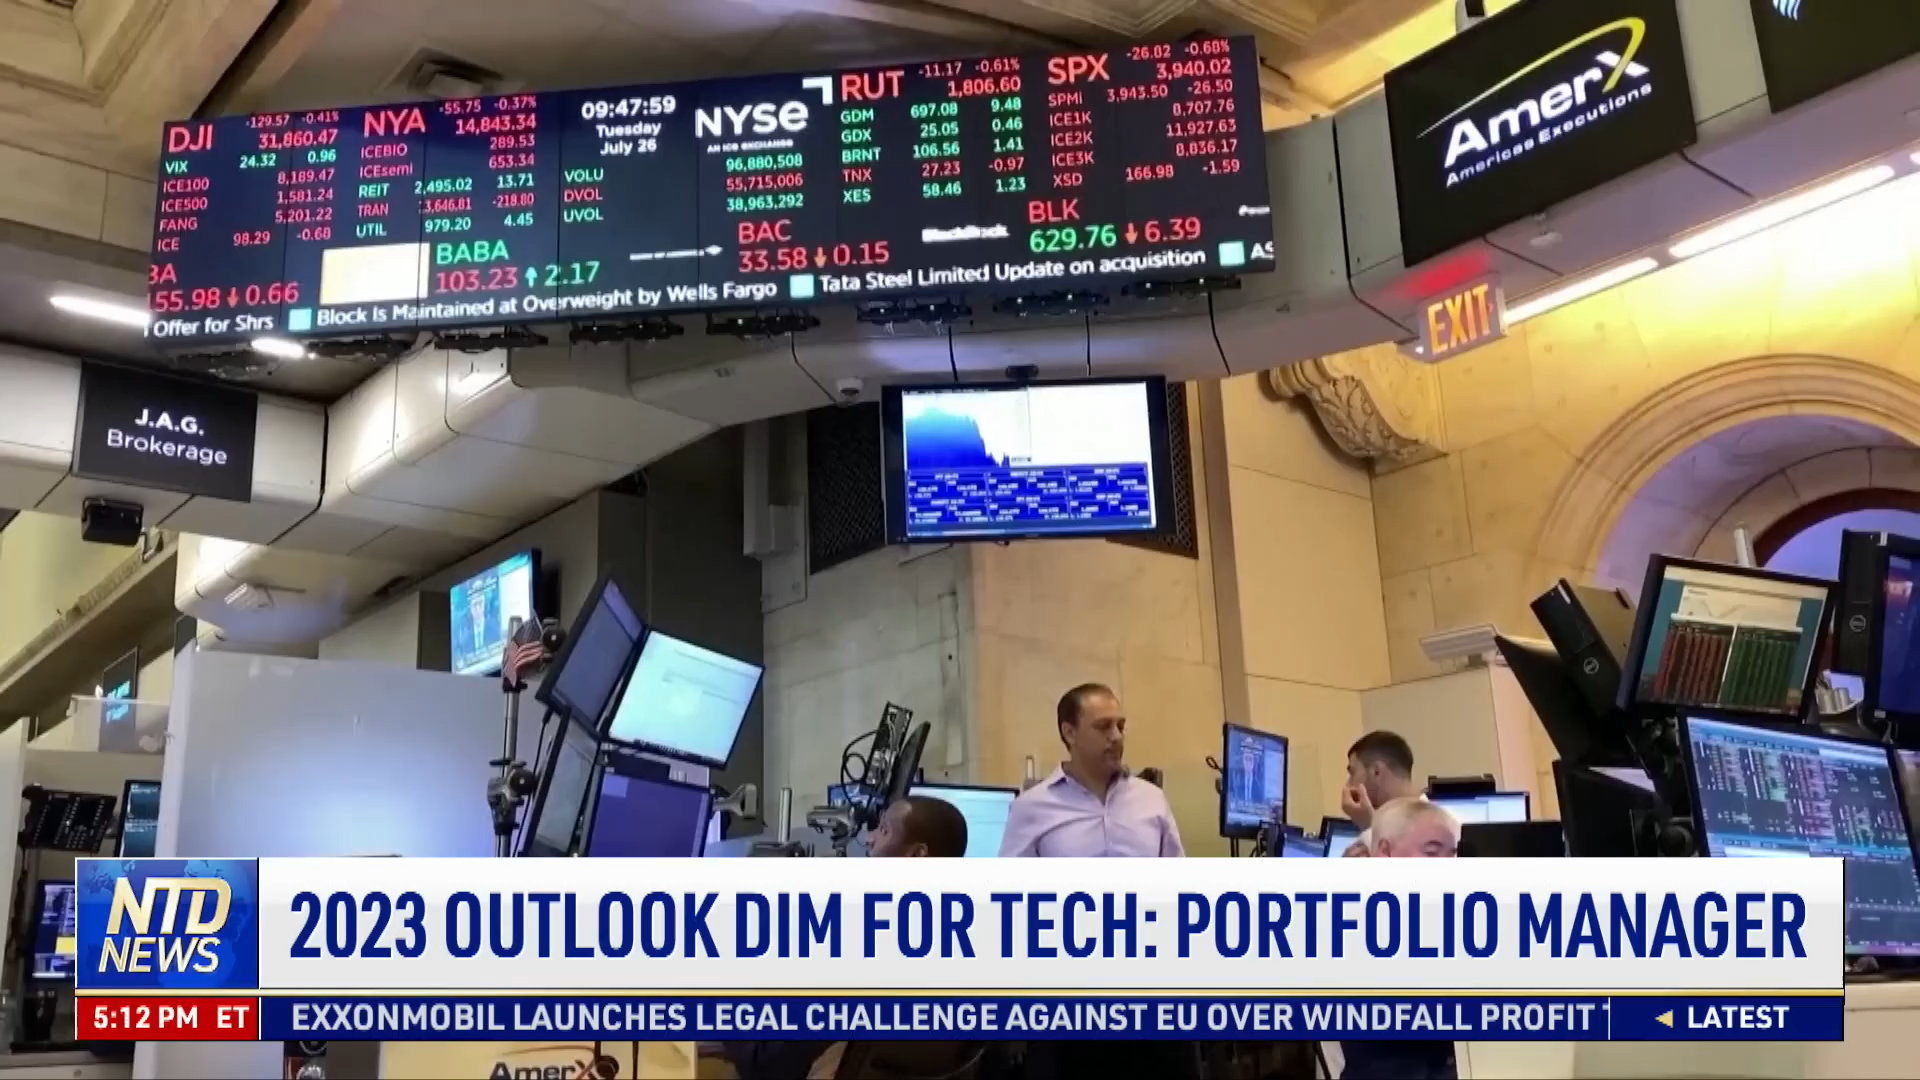 DJI -129.57 -0.41%
31,860.47
VIX 24.32 0.96
ICE100 8,189.47
ICE500 1,581.24
FANG 5,201.22
ICE 98.29 -0.68
NYA -55.75 -0.37%
14,843.34
ICEBIO 289.53
ICEsemi 653.34
REIT 2,495.02 13.71
TRAN 13,646.81 -218.80
UTIL 979.20 4.45
09:47:59
Tuesday
July 26
VOLU
DVOL
UVOL
NYSE
AN ICE EXCHANGE
96,880,508
55,715,006
38,963,292
RUT -11.17 -0.61%
1,806.60
GDM 697.08 9.48
GDX 25.05 0.46
BRNT 106.56 1.41
TNX 27.23 -0.97
XES 58.46 1.23
SPX -26.82 -0.68%
3,940.02
SPMi 3,943.50 -26.50
ICE1K 8,707.76
ICE2K 11,927.63
ICE3K 8,836.17
XSD 166.98 -1.59
BA
155.98 0.66
BABA
103.23 2.17
BAC
33.58 0.15
BlackRock
BLK
629.76 6.39
Offer for Shrs Block Is Maintained at Overweight by Wells Fargo Tata Steel Limited Update on acquisition AS
AmerX
Americas Executions
EXIT
J.A.G.
Brokerage
NTD
NEWS
2023 OUTLOOK DIM FOR TECH: PORTFOLIO MANAGER
5:12 PM ET
EXXONMOBIL LAUNCHES LEGAL CHALLENGE AGAINST EU OVER WINDFALL PROFIT
LATEST
AmerX